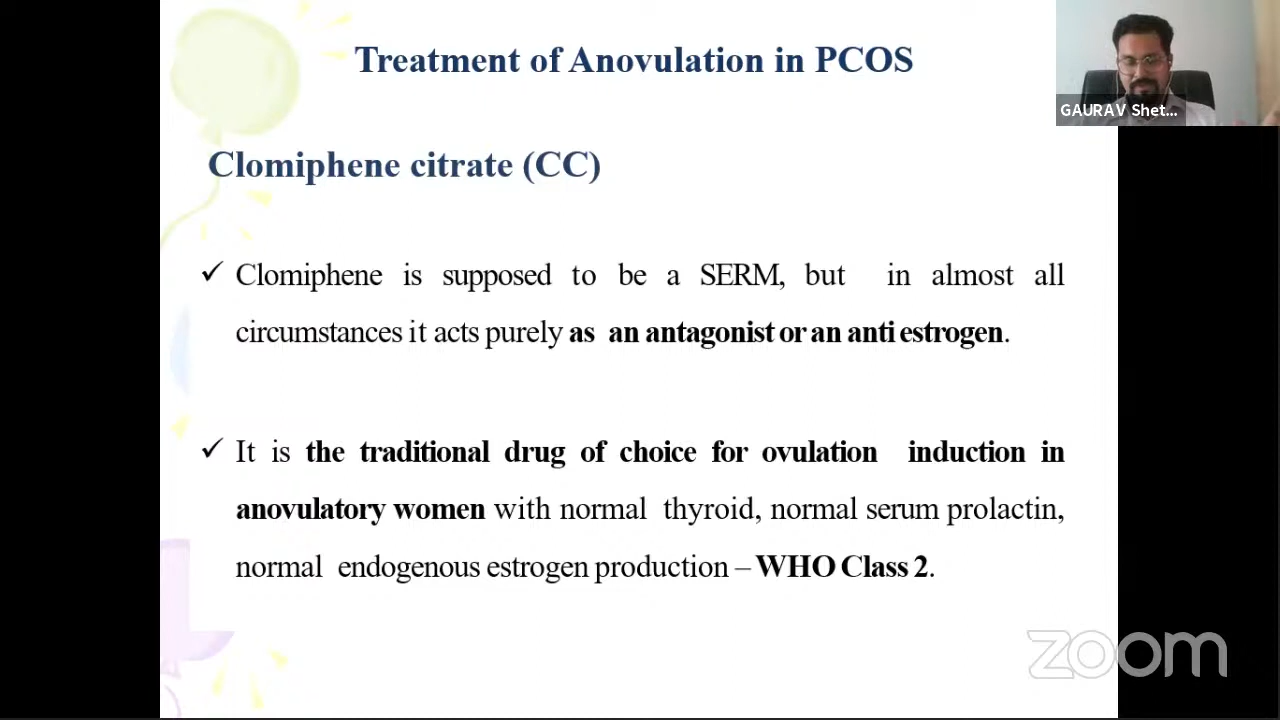 Treatment of Anovulation in PCOS
GAURAV Shet...
Clomiphene citrate (CC)
✓ Clomiphene is supposed to be a SERM, but in almost all
circumstances it acts purely as an antagonist or an anti estrogen.
✓ It is the traditional drug of choice for ovulation induction in
anovulatory women with normal thyroid, normal serum prolactin,
normal endogenous estrogen production – WHO Class 2.
zoom